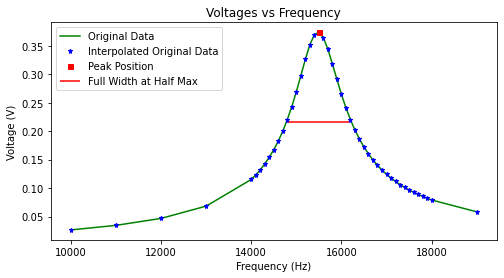 Voltages vs Frequency
Original Data
Interpolated Original Data
Peak Position
Full Width at Half Max
0.35
0.30
0.25
0.20
0.15
0.10
0.05
Voltage (V)
10000 12000 14000 16000 18000
Frequency (Hz)